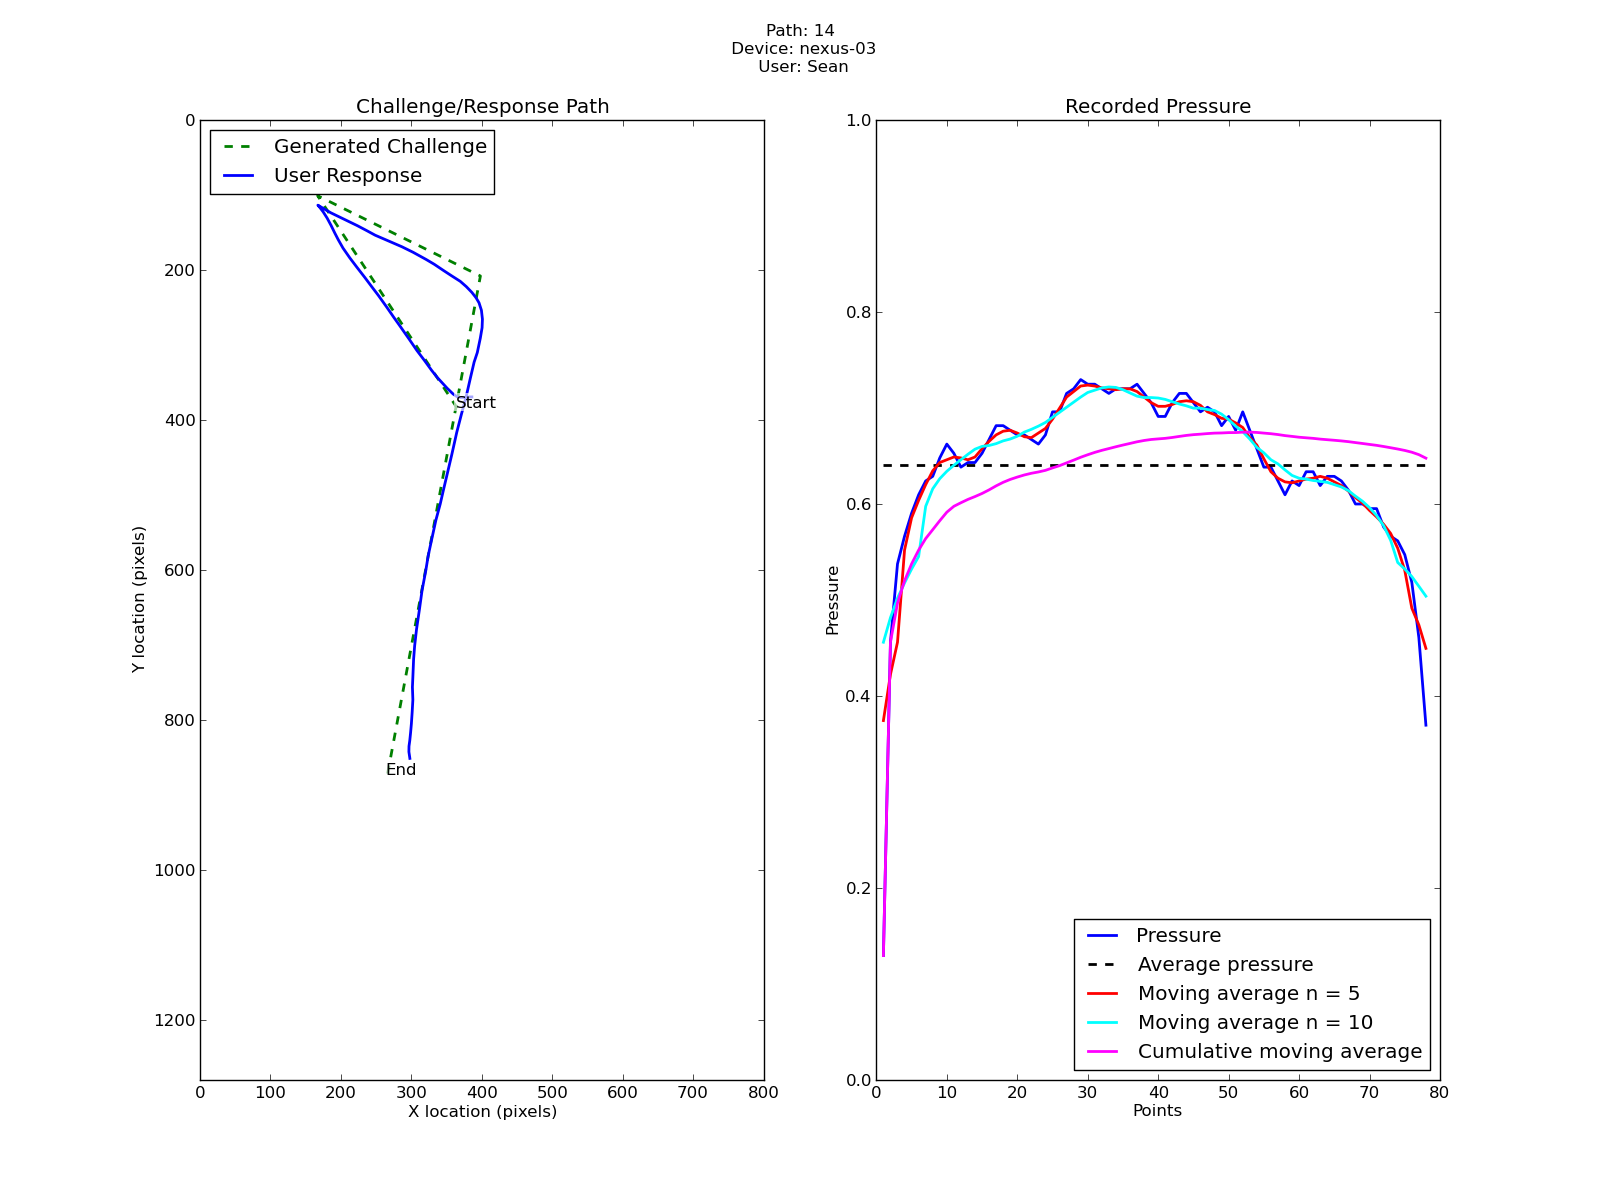 Path: 14
Device: nexus-03
User: Sean
Challenge/Response Path
Generated Challenge
User Response
0
200
400
600
800
1000
1200
Y location (pixels)
Start
End
0 100 200 300 400 500 600 700 800
X location (pixels)
Recorded Pressure
1.0
0.8
0.6
0.4
0.2
0.0
Pressure
Pressure
Average pressure
Moving average n = 5
Moving average n = 10
Cumulative moving average
0 10 20 30 40 50 60 70 80
Points